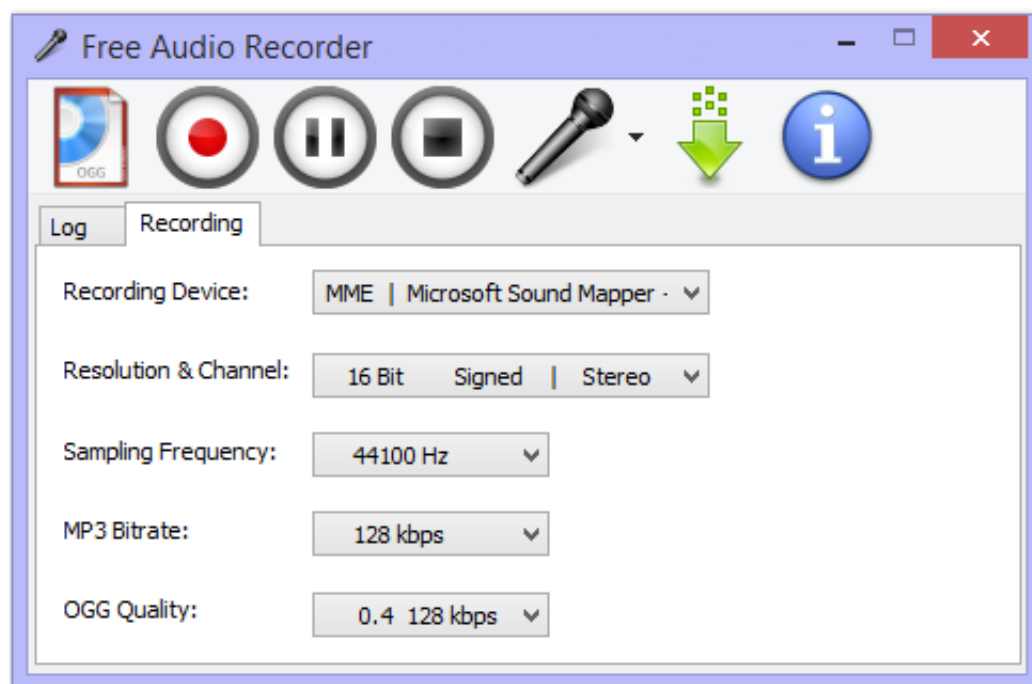 Free Audio Recorder
OGG
Log Recording
Recording Device: MME | Microsoft Sound Mapper -
Resolution & Channel: 16 Bit Signed | Stereo
Sampling Frequency: 44100 Hz
MP3 Bitrate: 128 kbps
OGG Quality: 0.4 128 kbps